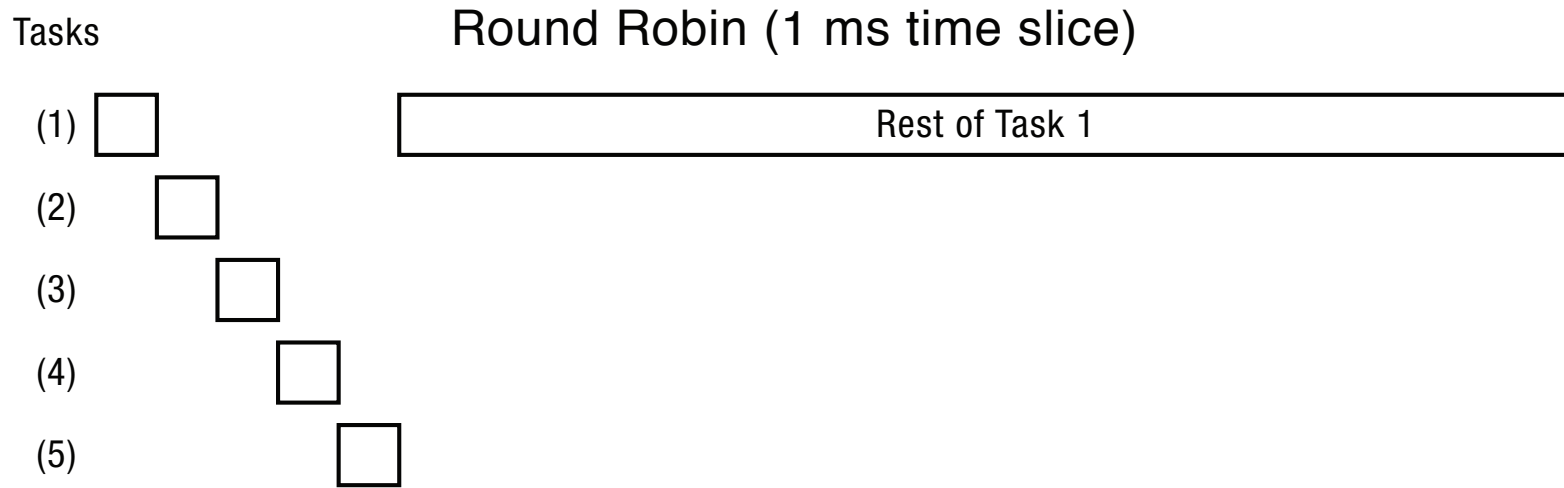 Tasks
Round Robin (1 ms time slice)
(1)
Rest of Task 1
(2)
(3)
(4)
(5)